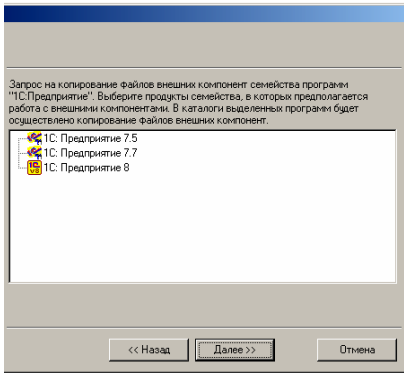 Запрос на копирование файлов внешних компонент семейства программ
"1С:Предприятие". Выберите продукты семейства, в которых предполагается
работа с внешними компонентами. В каталоги выделенных программ будет
осуществлено копирование файлов внешних компонент.
1С: Предприятие 7.5
1С: Предприятие 7.7
1С: Предприятие 8
<< Назад Далее >> Отмена